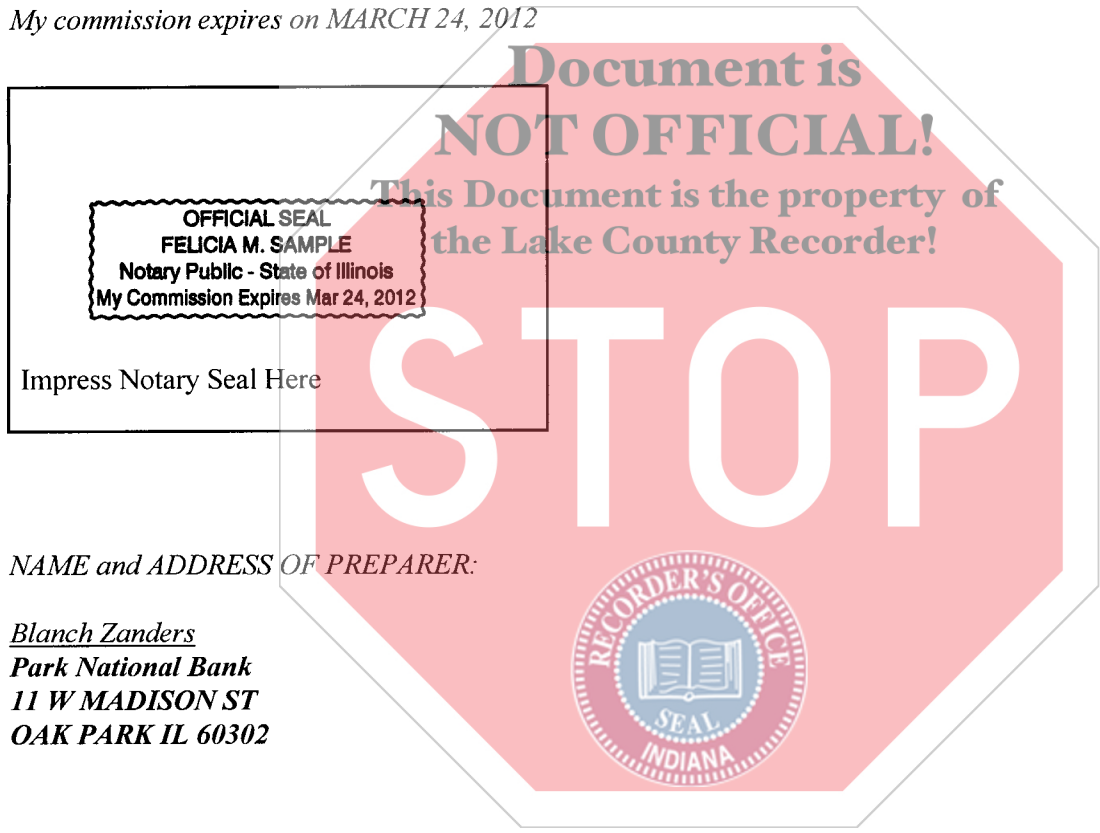 My commission expires on MARCH 24, 2012
Document is
NOT OFFICIAL!
This Document is the property of
the Lake County Recorder!
OFFICIAL SEAL
FELICIA M. SAMPLE
Notary Public - State of Illinois
My Commission Expires Mar 24, 2012
Impress Notary Seal Here
STOP
NAME and ADDRESS OF PREPARER:
Blanch Zanders
Park National Bank
11 W MADISON ST
OAK PARK IL 60302
RECORDER'S OFFICE
SEAL
INDIANA